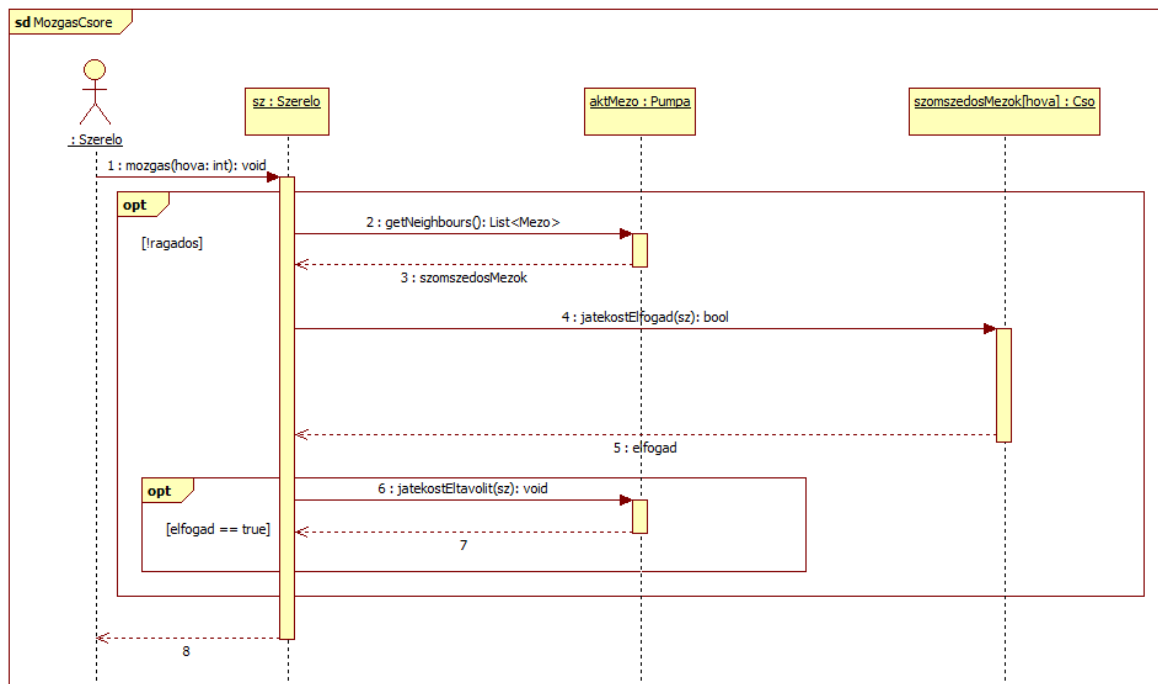 sd MozgasCsore
: Szerelo
sz : Szerelo
aktMezo : Pumpa
szomszedosMezok[hova] : Cso
1 : mozgas(hova: int): void
opt
[!ragados]
2 : getNeighbours(): List<Mezo>
3 : szomszedosMezok
4 : jatekostElfogad(sz): bool
5 : elfogad
opt
[elfogad == true]
6 : jatekostEltavolit(sz): void
7
8